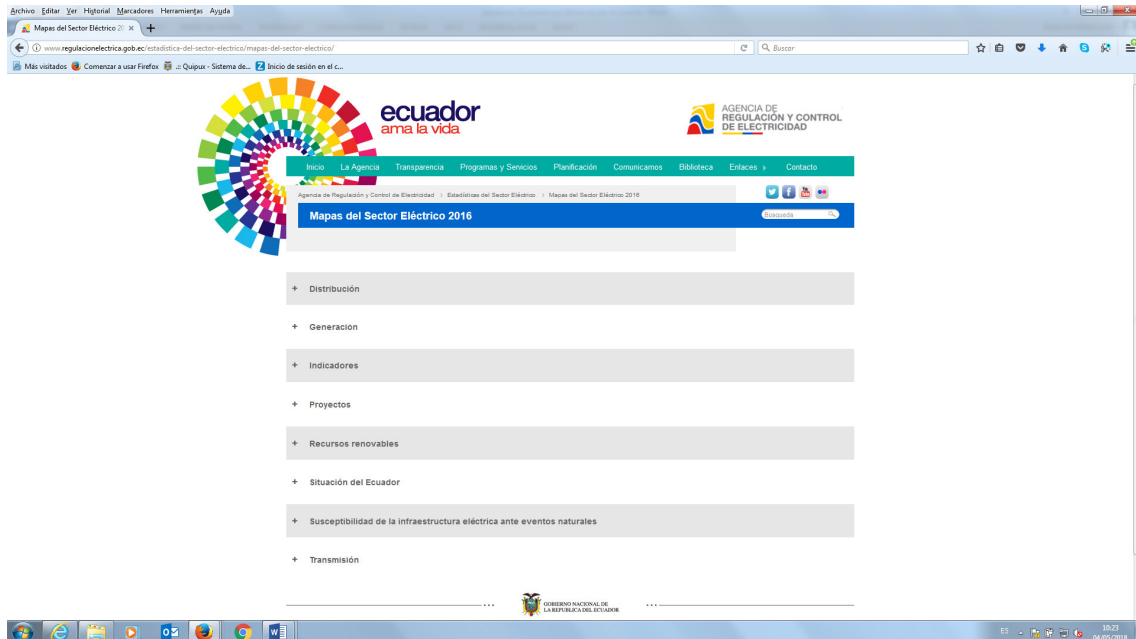 Archivo Editar Ver Historial Marcadores Herramientas Ayuda
Mapas del Sector Eléctrico 20
www.regulacionelectrica.gob.ec/estadistica-del-sector-electrico/mapas-del-sector-electrico/
Buscar
Más visitados Comenzar a usar Firefox .:: Quipux - Sistema de... Inicio de sesión en el c...
ecuador
ama la vida
AGENCIA DE
REGULACIÓN Y CONTROL
DE ELECTRICIDAD
Inicio La Agencia Transparencia Programas y Servicios Planificación Comunicamos Biblioteca Enlaces Contacto
Agencia de Regulación y Control de Electricidad > Estadísticas del Sector Eléctrico > Mapas del Sector Eléctrico 2016
Mapas del Sector Eléctrico 2016
Busqueda
+ Distribución
+ Generación
+ Indicadores
+ Proyectos
+ Recursos renovables
+ Situación del Ecuador
+ Susceptibilidad de la infraestructura eléctrica ante eventos naturales
+ Transmisión
GOBIERNO NACIONAL DE
LA REPUBLICA DEL ECUADOR
ES
10:23